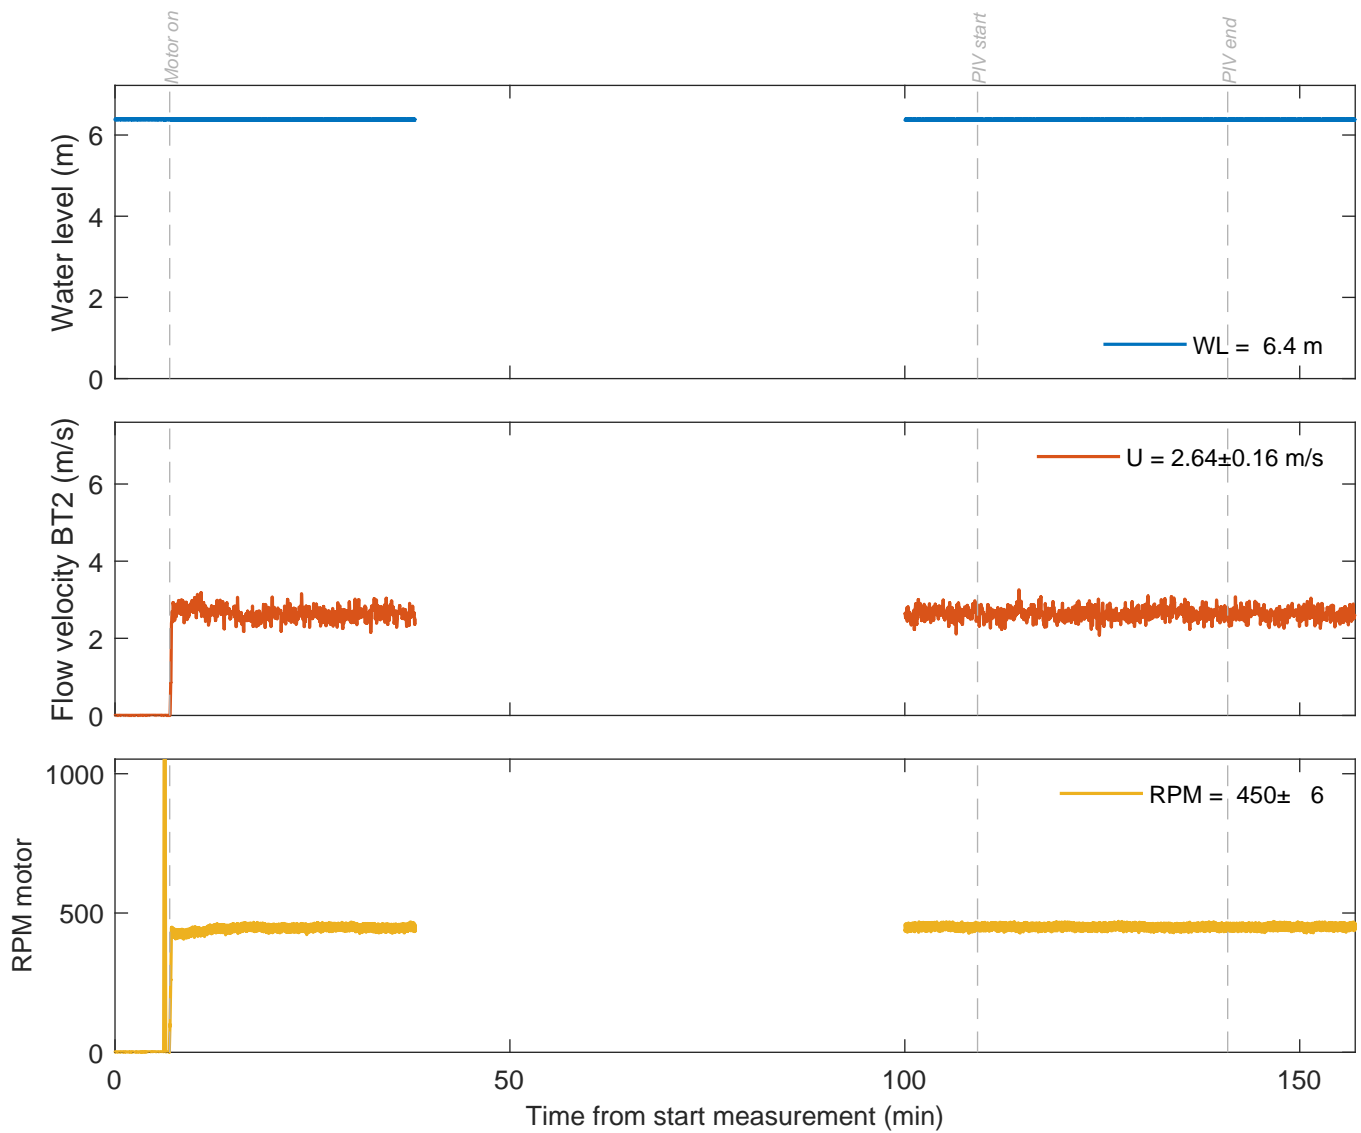 Motor on
PIV start
PIV end
Water level (m)
6
4
2
0
WL =  6.4 m
Flow velocity BT2 (m/s)
6
4
2
0
U = 2.64±0.16 m/s
RPM motor
1000
500
0
RPM =  450±   6
0
50
100
150
Time from start measurement (min)